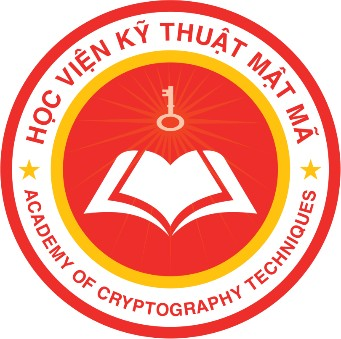 HỌC VIỆN KỸ THUẬT MẬT MÃ
ACADEMY OF CRYPTOGRAPHY TECHNIQUES